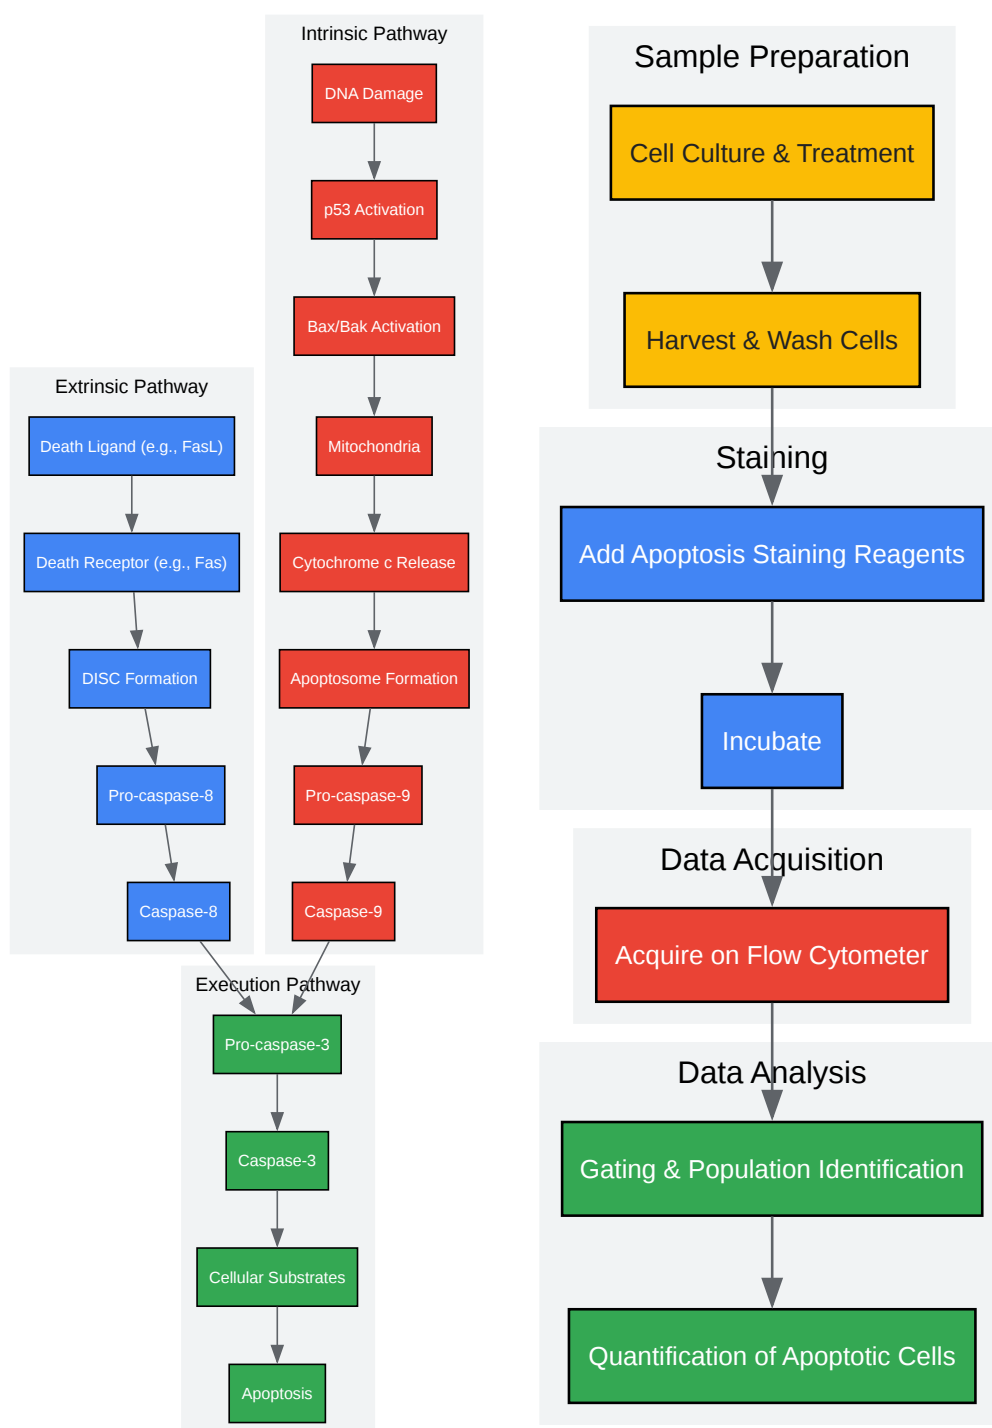 Intrinsic Pathway
DNA Damage
p53 Activation
Bax/Bak Activation
Mitochondria
Cytochrome c Release
Apoptosome Formation
Pro-caspase-9
Caspase-9
Extrinsic Pathway
Death Ligand (e.g., FasL)
Death Receptor (e.g., Fas)
DISC Formation
Pro-caspase-8
Caspase-8
Execution Pathway
Pro-caspase-3
Caspase-3
Cellular Substrates
Apoptosis
Sample Preparation
Cell Culture & Treatment
Harvest & Wash Cells
Staining
Add Apoptosis Staining Reagents
Incubate
Data Acquisition
Acquire on Flow Cytometer
Data Analysis
Gating & Population Identification
Quantification of Apoptotic Cells